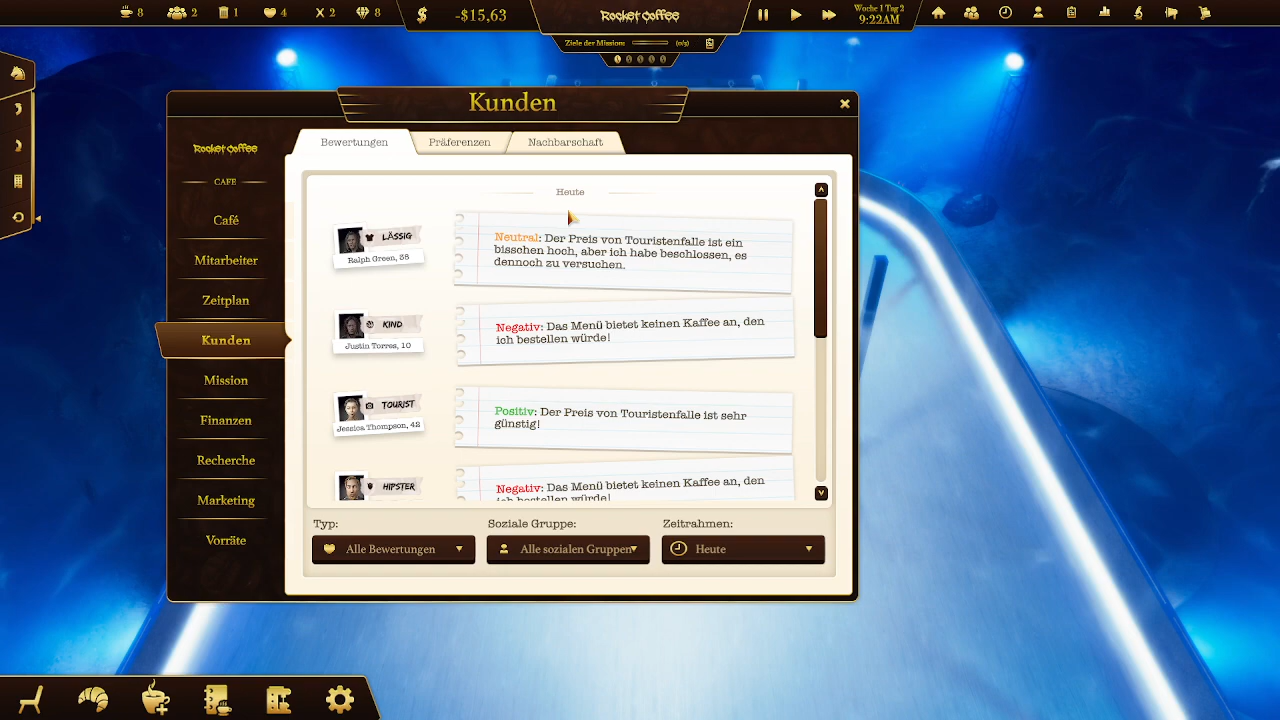 8 2 1 4 2 8 -$15,63
Rocket Coffee
Woche 1 Tag 2
9:22AM
Ziele der Mission: (0/5)
Kunden
Rocket Coffee
CAFE
Café
Mitarbeiter
Zeitplan
Kunden
Mission
Finanzen
Recherche
Marketing
Vorräte
Bewertungen Präferenzen Nachbarschaft
Heute
LÄSSIG
Ralph Green, 38
Neutral: Der Preis von Touristenfalle ist ein
bisschen hoch, aber ich habe beschlossen, es
dennoch zu versuchen.
KIND
Justin Torres, 10
Negativ: Das Menü bietet keinen Kaffee an, den
ich bestellen würde!
TOURIST
Jessica Thompson, 42
Positiv: Der Preis von Touristenfalle ist sehr
günstig!
HIPSTER
Negativ: Das Menü bietet keinen Kaffee an, den
ich bestellen würde!
Typ: Soziale Gruppe: Zeitrahmen:
Alle Bewertungen Alle sozialen Gruppen Heute